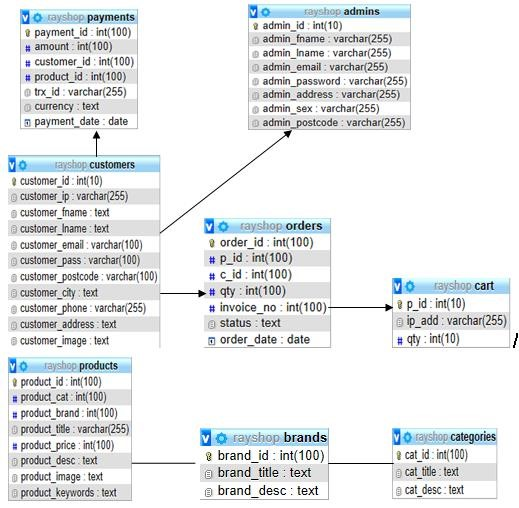 rayshop payments
payment_id : int(100)
amount : int(100)
customer_id : int(100)
product_id : int(100)
trx_id : varchar(255)
currency : text
payment_date : date
rayshop admins
admin_id : int(10)
admin_fname : varchar(255)
admin_lname : varchar(255)
admin_email : varchar(255)
admin_password : varchar(255)
admin_address : varchar(255)
admin_sex : varchar(255)
admin_postcode : varchar(255)
rayshop customers
customer_id : int(10)
customer_ip : varchar(255)
customer_fname : text
customer_lname : text
customer_email : varchar(100)
customer_pass : varchar(100)
customer_postcode : varchar(100)
customer_city : text
customer_phone : varchar(255)
customer_address : text
customer_image : text
rayshop orders
order_id : int(100)
p_id : int(100)
c_id : int(100)
qty : int(100)
invoice_no : int(100)
status : text
order_date : date
rayshop cart
p_id : int(10)
ip_add : varchar(255)
qty : int(10)
rayshop products
product_id : int(100)
product_cat : int(100)
product_brand : int(100)
product_title : varchar(255)
product_price : int(100)
product_desc : text
product_image : text
product_keywords : text
rayshop brands
brand_id : int(100)
brand_title : text
brand_desc : text
rayshop categories
cat_id : int(100)
cat_title : text
cat_desc : text